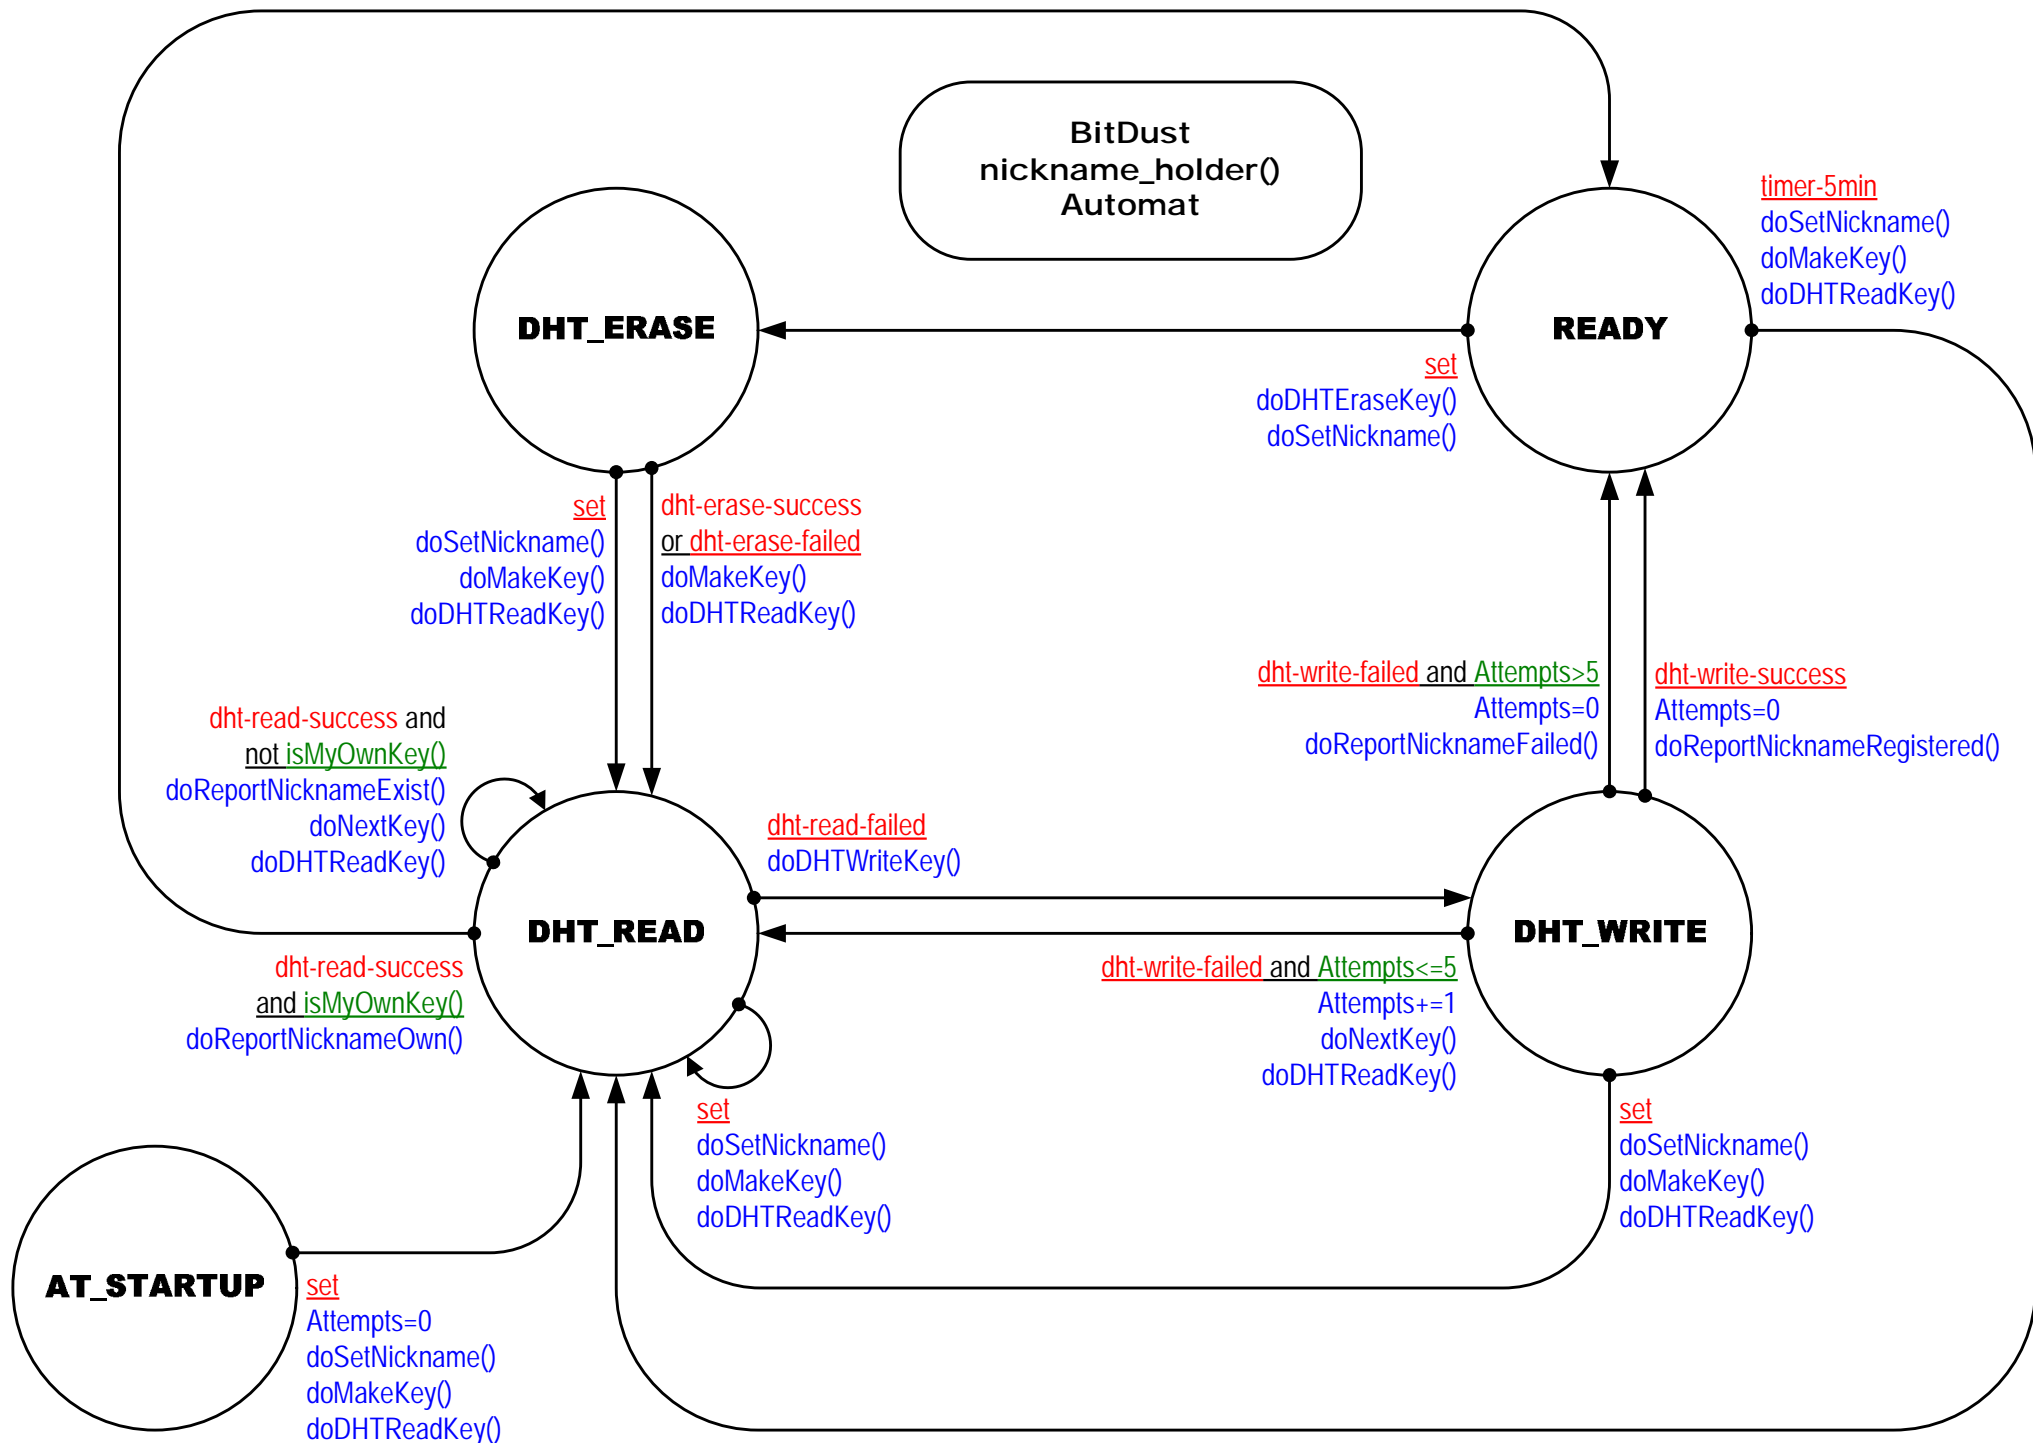 BitDust
nickname_holder()
Automat
timer-5min
doSetNickname()
doMakeKey()
doDHTReadKey()
DHT_ERASE
READY
set
doDHTEraseKey()
doSetNickname()
set
doSetNickname()
doMakeKey()
doDHTReadKey()
dht-erase-success
or dht-erase-failed
doMakeKey()
doDHTReadKey()
dht-write-failed and Attempts>5
Attempts=0
doReportNicknameFailed()
dht-write-success
Attempts=0
doReportNicknameRegistered()
dht-read-success and
not isMyOwnKey()
doReportNicknameExist()
doNextKey()
doDHTReadKey()
dht-read-failed
doDHTWriteKey()
DHT_READ
DHT_WRITE
dht-read-success
and isMyOwnKey()
doReportNicknameOwn()
dht-write-failed and Attempts<=5
Attempts+=1
doNextKey()
doDHTReadKey()
set
doSetNickname()
doMakeKey()
doDHTReadKey()
set
doSetNickname()
doMakeKey()
doDHTReadKey()
AT_STARTUP
set
Attempts=0
doSetNickname()
doMakeKey()
doDHTReadKey()